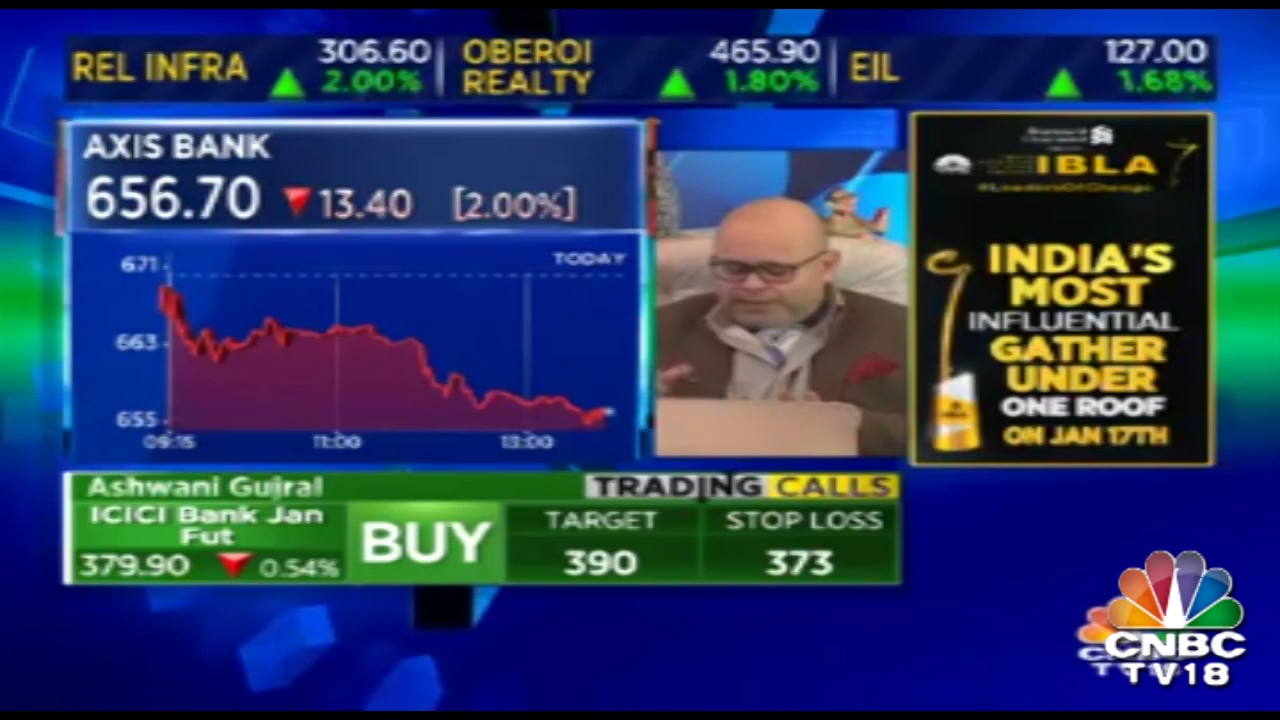 REL INFRA
306.60
2.00%
OBEROI
REALTY
465.90
1.80%
EIL
127.00
1.68%
AXIS BANK
656.70 13.40 [2.00%]
TODAY
671
663
655
09:15 11:00 13:00
IBLA
#LeadersOfChange
INDIA'S
MOST
INFLUENTIAL
GATHER
UNDER
ONE ROOF
ON JAN 17TH
Ashwani Gujral
TRADING CALLS
ICICI Bank Jan
Fut
379.90 0.54%
BUY
TARGET
390
STOP LOSS
373
CNBC
TV18